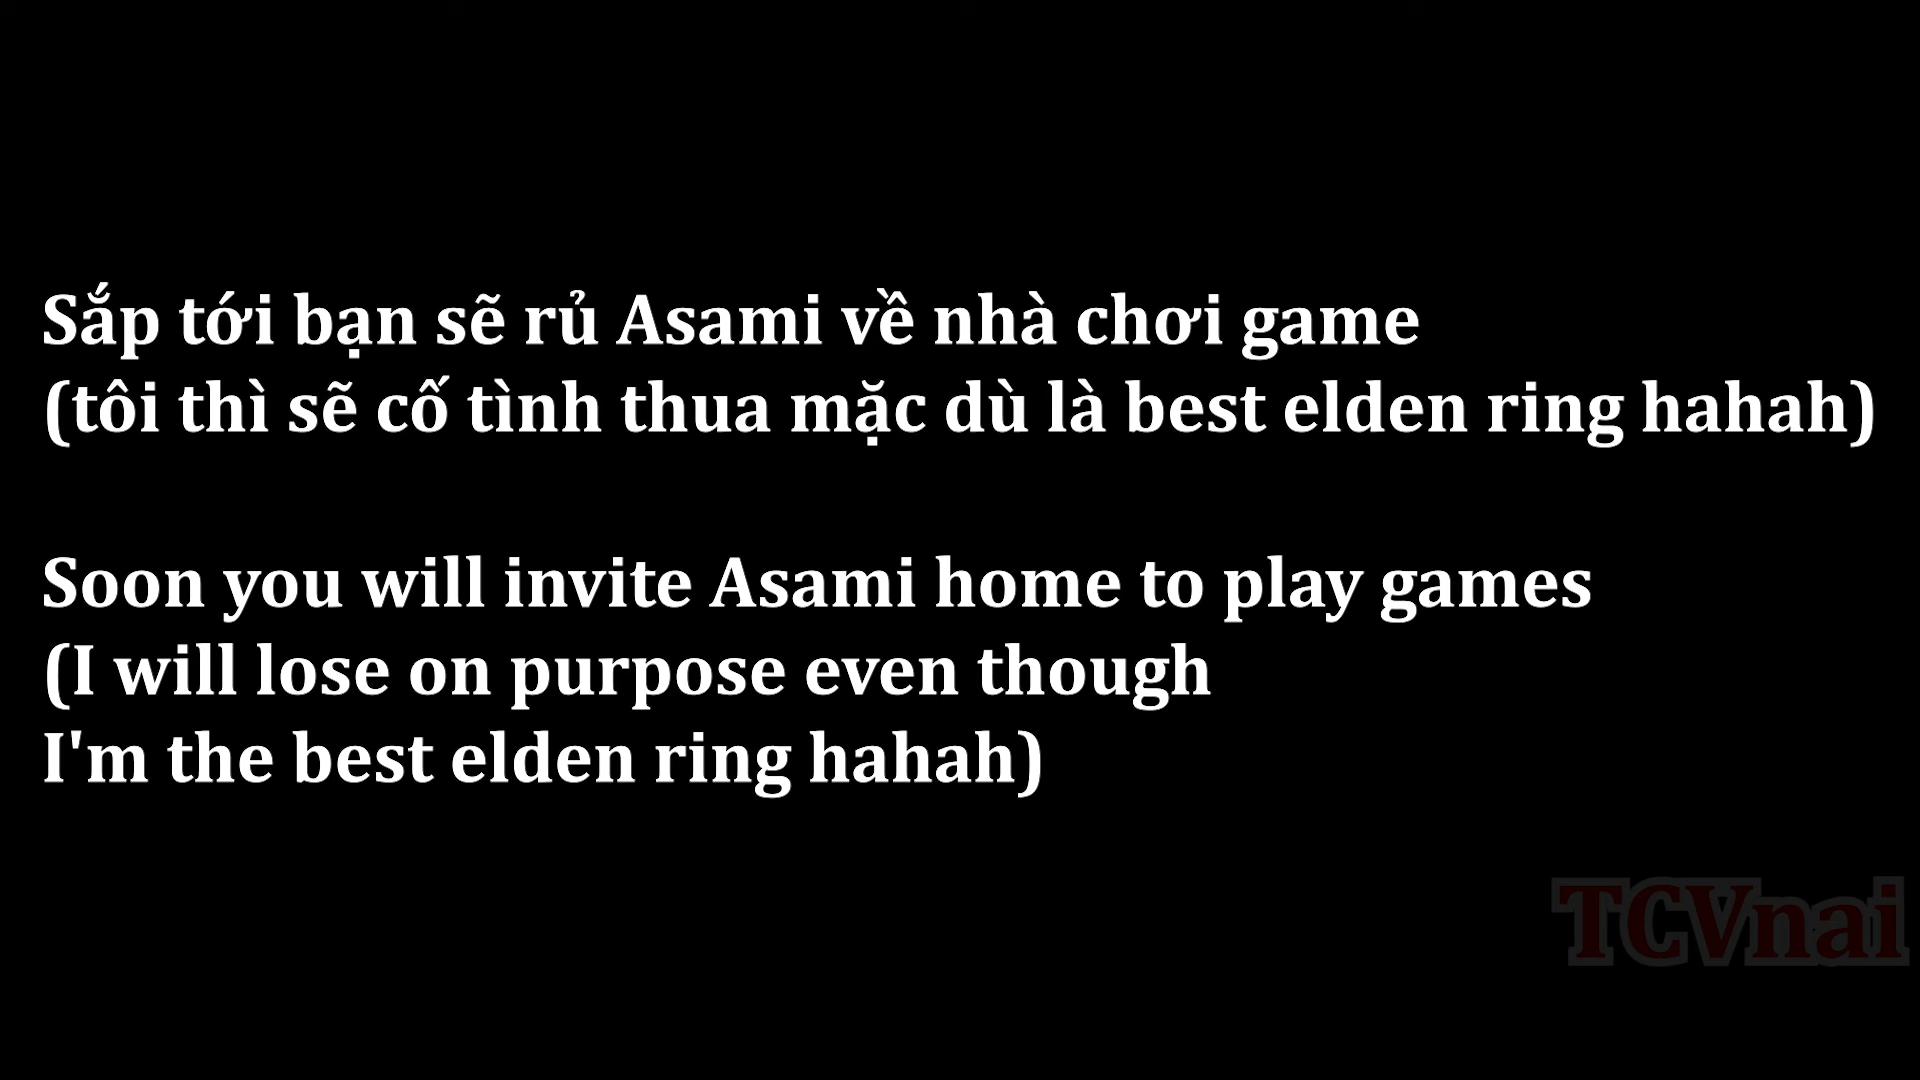 Sắp tới bạn sẽ rủ Asami về nhà chơi game
(tôi thì sẽ cố tình thua mặc dù là best elden ring hahah)
Soon you will invite Asami home to play games
(I will lose on purpose even though
I'm the best elden ring hahah)
TCVnai